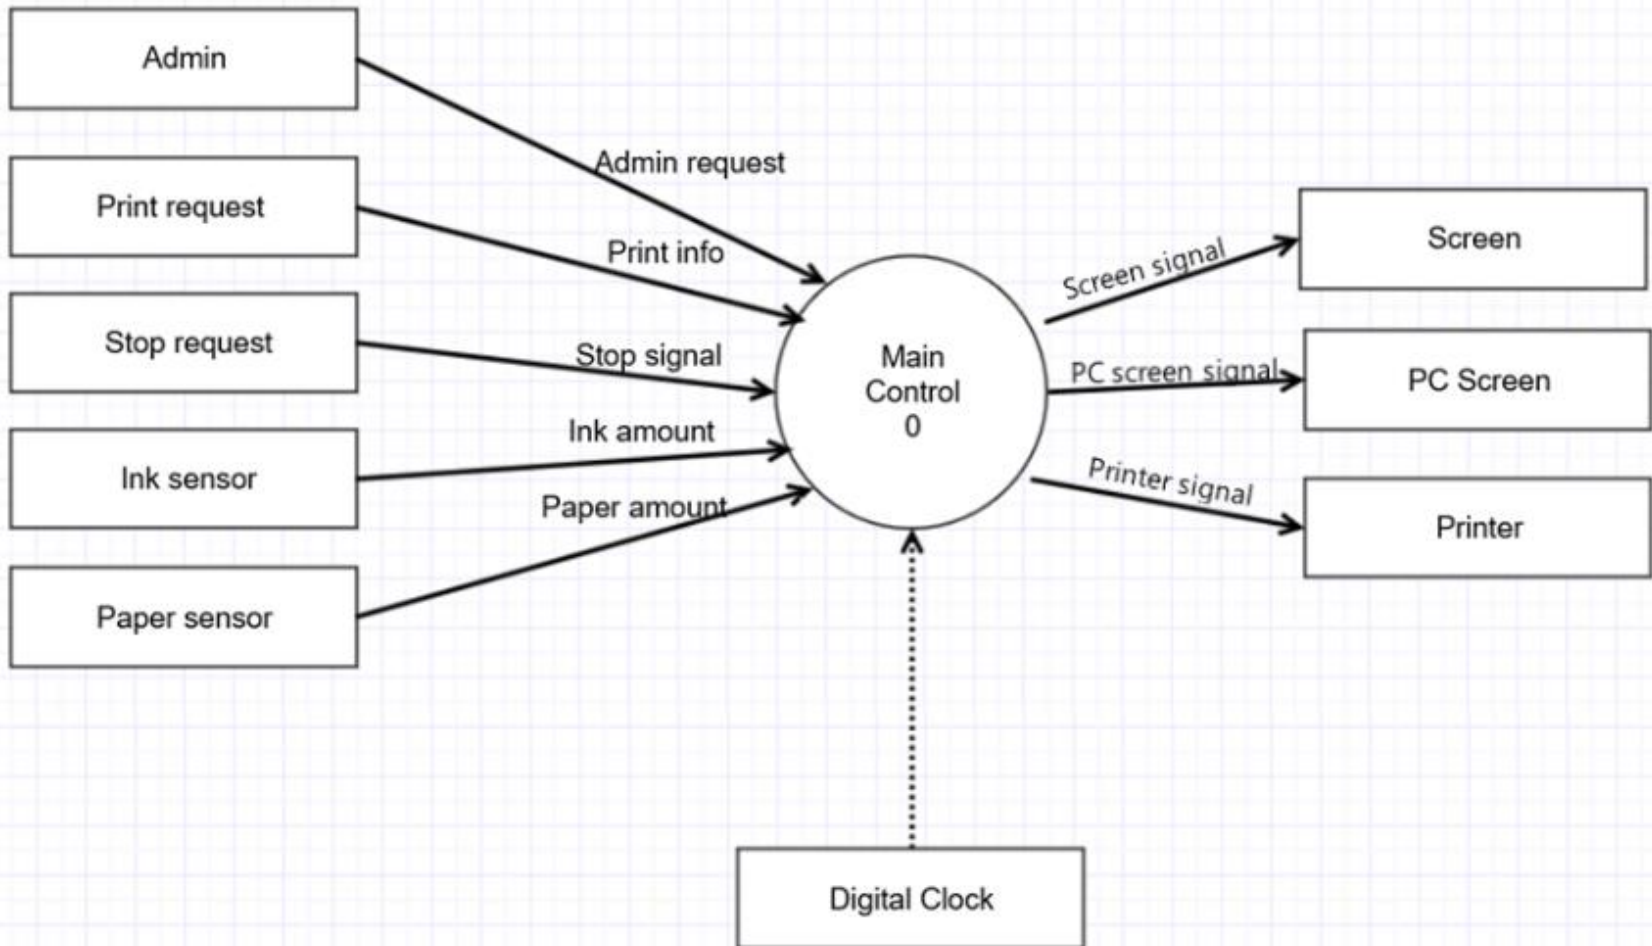 Admin
Admin request
Print request
Print info
Stop request
Stop signal
Ink sensor
Ink amount
Paper sensor
Paper amount
Main
Control
0
Screen signal
Screen
PC screen signal
PC Screen
Printer signal
Printer
Digital Clock